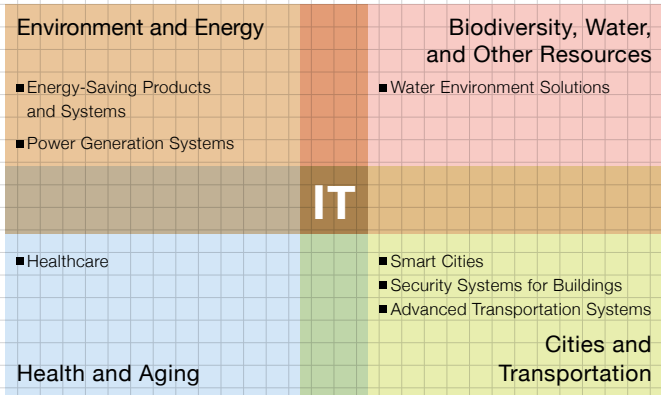 Environment and Energy
■ Energy-Saving Products
and Systems
■ Power Generation Systems
Biodiversity, Water,
and Other Resources
■ Water Environment Solutions
IT
■ Healthcare
Health and Aging
■ Smart Cities
■ Security Systems for Buildings
■ Advanced Transportation Systems
Cities and
Transportation